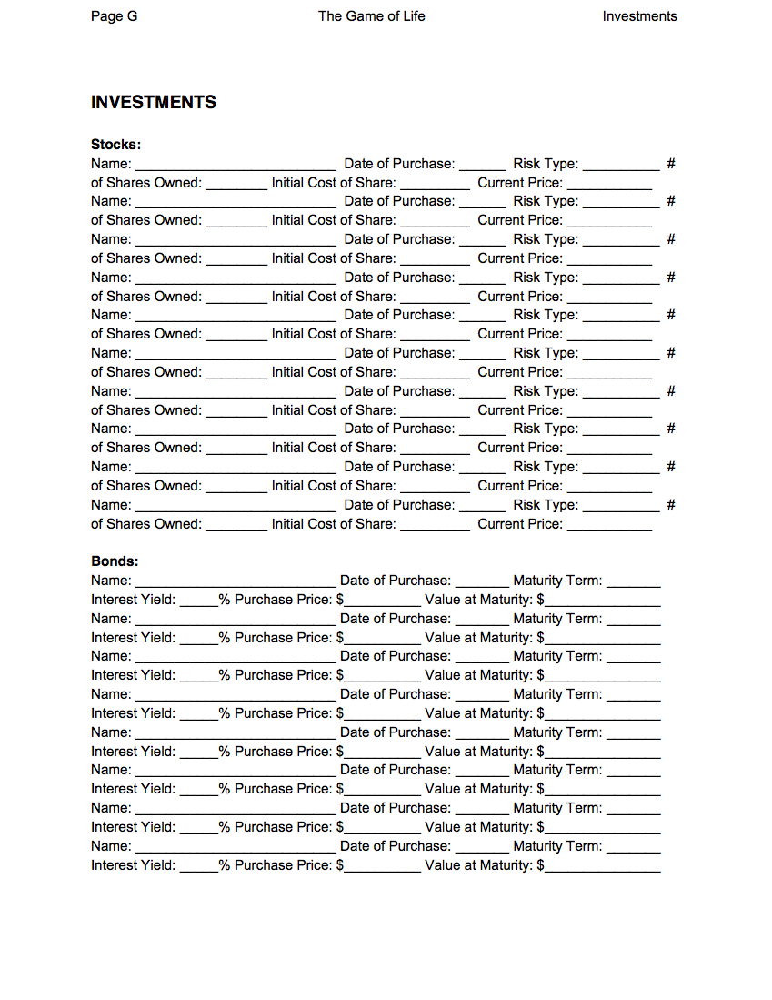 Page G The Game of Life Investments
INVESTMENTS
Stocks:
Name: __________________________ Date of Purchase: ______ Risk Type: __________ #
of Shares Owned: ________ Initial Cost of Share: _________ Current Price: ___________
Name: __________________________ Date of Purchase: ______ Risk Type: __________ #
of Shares Owned: ________ Initial Cost of Share: _________ Current Price: ___________
Name: __________________________ Date of Purchase: ______ Risk Type: __________ #
of Shares Owned: ________ Initial Cost of Share: _________ Current Price: ___________
Name: __________________________ Date of Purchase: ______ Risk Type: __________ #
of Shares Owned: ________ Initial Cost of Share: _________ Current Price: ___________
Name: __________________________ Date of Purchase: ______ Risk Type: __________ #
of Shares Owned: ________ Initial Cost of Share: _________ Current Price: ___________
Name: __________________________ Date of Purchase: ______ Risk Type: __________ #
of Shares Owned: ________ Initial Cost of Share: _________ Current Price: ___________
Name: __________________________ Date of Purchase: ______ Risk Type: __________ #
of Shares Owned: ________ Initial Cost of Share: _________ Current Price: ___________
Name: __________________________ Date of Purchase: ______ Risk Type: __________ #
of Shares Owned: ________ Initial Cost of Share: _________ Current Price: ___________
Name: __________________________ Date of Purchase: ______ Risk Type: __________ #
of Shares Owned: ________ Initial Cost of Share: _________ Current Price: ___________
Name: __________________________ Date of Purchase: ______ Risk Type: __________ #
of Shares Owned: ________ Initial Cost of Share: _________ Current Price: ___________
Bonds:
Name: __________________________ Date of Purchase: _______ Maturity Term: _______
Interest Yield: _____% Purchase Price: $__________ Value at Maturity: $_______________
Name: __________________________ Date of Purchase: _______ Maturity Term: _______
Interest Yield: _____% Purchase Price: $__________ Value at Maturity: $_______________
Name: __________________________ Date of Purchase: _______ Maturity Term: _______
Interest Yield: _____% Purchase Price: $__________ Value at Maturity: $_______________
Name: __________________________ Date of Purchase: _______ Maturity Term: _______
Interest Yield: _____% Purchase Price: $__________ Value at Maturity: $_______________
Name: __________________________ Date of Purchase: _______ Maturity Term: _______
Interest Yield: _____% Purchase Price: $__________ Value at Maturity: $_______________
Name: __________________________ Date of Purchase: _______ Maturity Term: _______
Interest Yield: _____% Purchase Price: $__________ Value at Maturity: $_______________
Name: __________________________ Date of Purchase: _______ Maturity Term: _______
Interest Yield: _____% Purchase Price: $__________ Value at Maturity: $_______________
Name: __________________________ Date of Purchase: _______ Maturity Term: _______
Interest Yield: _____% Purchase Price: $__________ Value at Maturity: $_______________